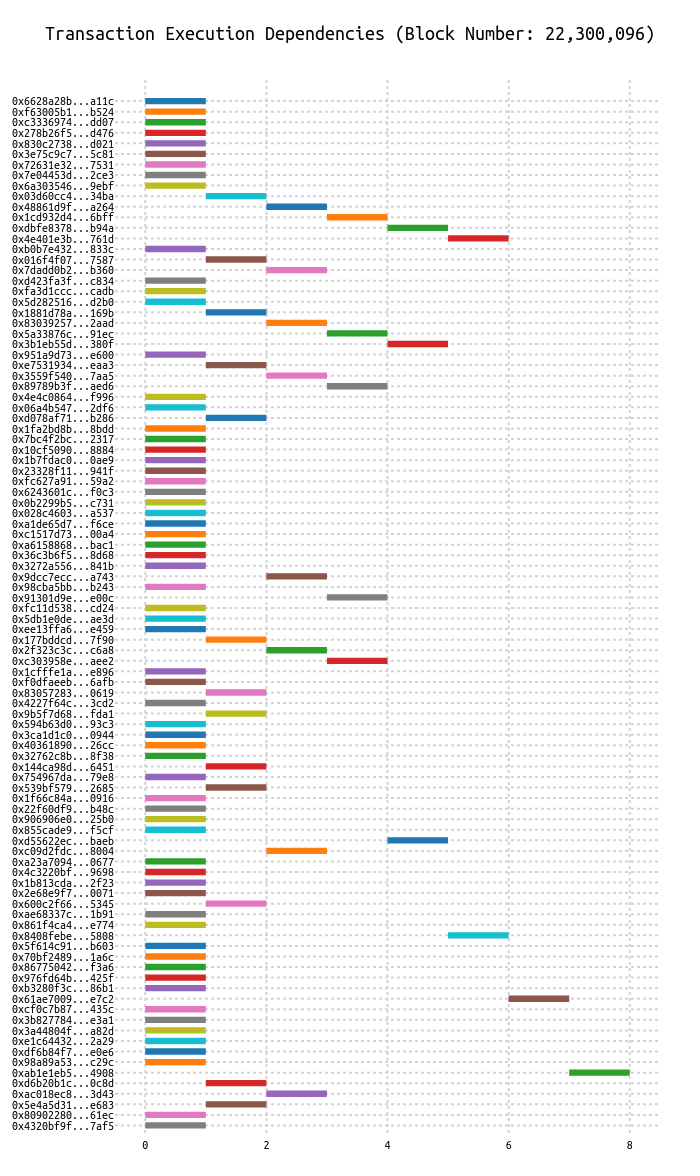 Transaction Execution Dependencies (Block Number: 22,300,096)
0x6628a28b...a11c
0xf63005b1...b524
0xc3336974...dd07
0x278b26f5...d476
0x830c2738...d021
0x3e75c9c7...5c81
0x72631e32...7531
0x7e04453d...2ce3
0x6a303546...9ebf
0x03d60cc4...34ba
0x48861d9f...a264
0x1cd932d4...6bff
0xdbfe8378...b94a
0x4e401e3b...761d
0xb0b7e432...833c
0x016f4f07...7587
0x7dadd0b2...b360
0xd423fa3f...c834
0xfa3d1ccc...cadb
0x5d282516...d2b0
0x1881d78a...169b
0x83039257...2aad
0x5a33876c...91ec
0x3b1eb55d...380f
0x951a9d73...e600
0xe7531934...eaa3
0x3559f540...7aa5
0x89789b3f...aed6
0x4e4c0864...f996
0x06a4b547...2df6
0xd078af71...b286
0x1fa2bd8b...8bdd
0x7bc4f2bc...2317
0x10cf5090...8884
0x1b7fdac0...0ae9
0x23328f11...941f
0xfc627a91...59a2
0x6243601c...f0c3
0x0b2299b5...c731
0x028c4603...a537
0xa1de65d7...f6ce
0xc1517d73...00a4
0xa6158868...bac1
0x36c3b6f5...8d68
0x3272a556...841b
0x9dcc7ecc...a743
0x98cba5bb...b243
0x91301d9e...e00c
0xfc11d538...cd24
0x5db1e0de...ae3d
0xee13ffa6...e459
0x177bddcd...7f90
0x2f323c3c...c6a8
0xc303958e...aee2
0x1cfffe1a...e896
0xf0dfaeeb...6afb
0x83057283...0619
0x4227f64c...3cd2
0x9b5f7d68...fda1
0x594b63d0...93c3
0x3ca1d1c0...0944
0x40361890...26cc
0x32762c8b...8f38
0x144ca98d...6451
0x754967da...79e8
0x539bf579...2685
0x1f66c84a...0916
0x22f60df9...b48c
0x906906e0...25b0
0x855cade9...f5cf
0xd55622ec...baeb
0xc09d2fdc...8004
0xa23a7094...0677
0x4c3220bf...9698
0x1b813cda...2f23
0x2e68e9f7...0071
0x600c2f66...5345
0xae68337c...1b91
0x861f4ca4...e774
0x8408febe...5808
0x5f614c91...b603
0x70bf2489...1a6c
0x86775042...f3a6
0x976fd64b...425f
0xb3280f3c...86b1
0x61ae7009...e7c2
0xcf0c7b87...435c
0x3b827784...e3a1
0x3a44804f...a82d
0xe1c64432...2a29
0xdf6b84f7...e0e6
0x98a89a53...c29c
0xab1e1eb5...4908
0xd6b20b1c...0c8d
0xac018ec8...3d43
0x5e4a5d31...e683
0x80902280...61ec
0x4320bf9f...7af5
0 2 4 6 8